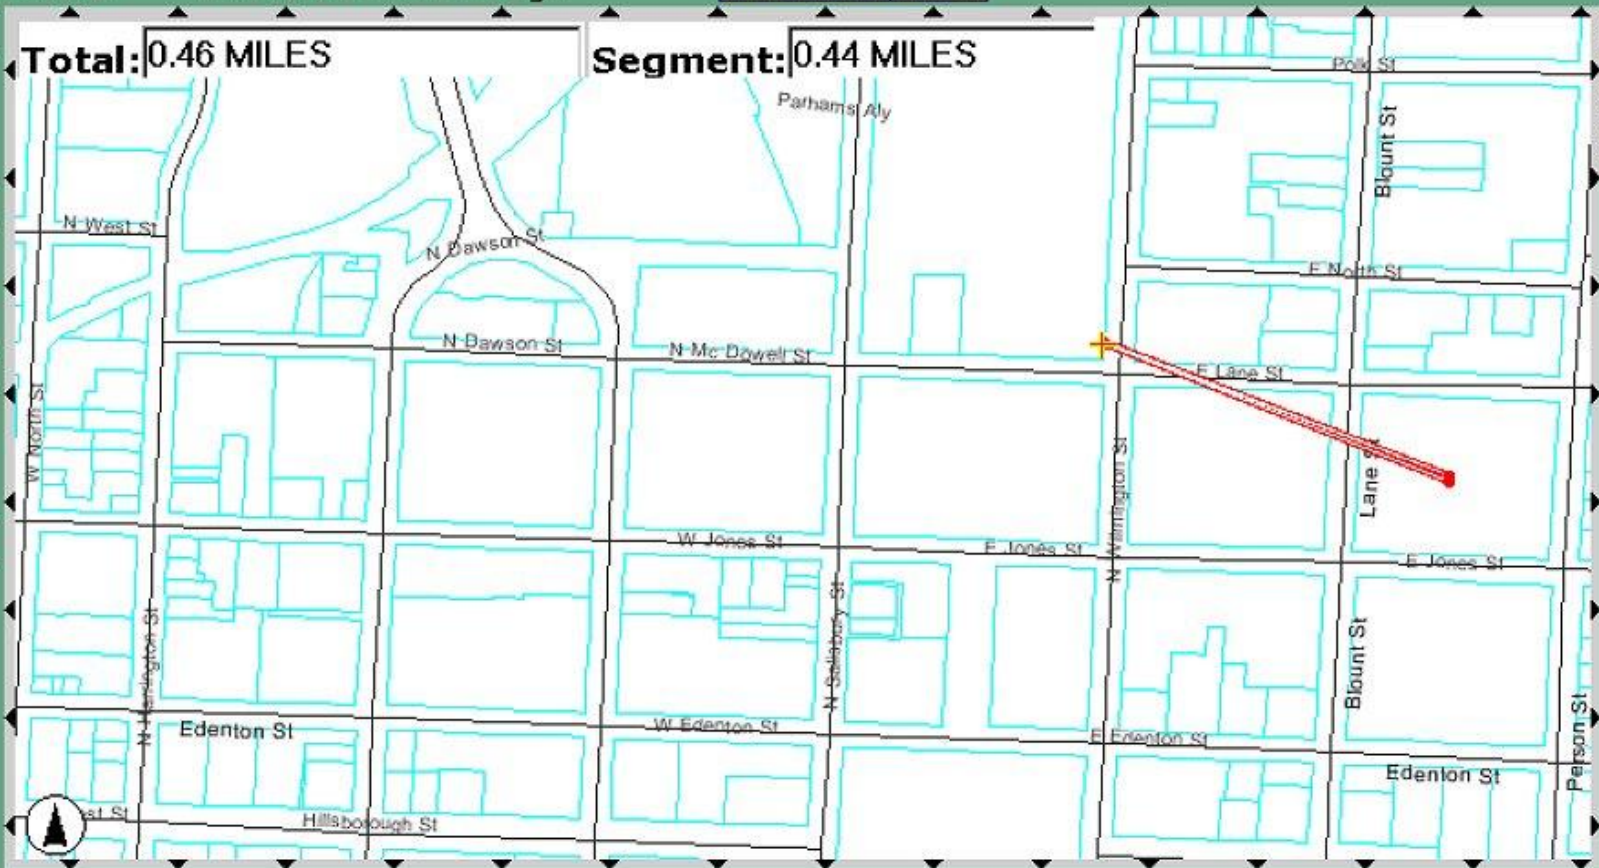 Total: 0.46 MILES
Segment: 0.44 MILES
Polk St
Parhams Aly
Blount St
N West St
N Dawson St
E North St
N Dawson St
N Mc Dowell St
E Lane St
W North St
Lane St
N Wilmington St
W Jones St
E Jones St
E Jones St
N Salisbury St
N Harrington St
Blount St
Person St
Edenton St
W Edenton St
E Edenton St
Edenton St
Hillsborough St